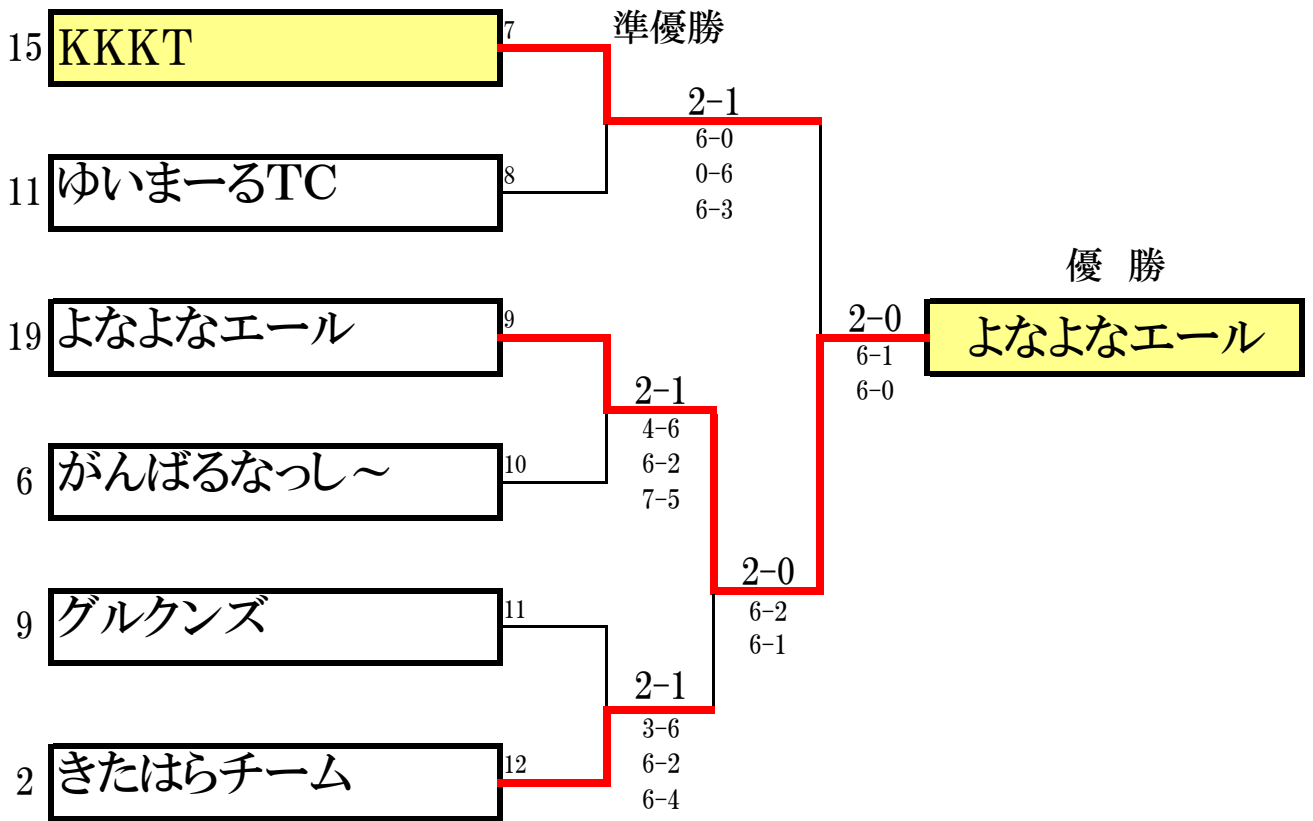 準優勝
15 KKKT 7
2-1
6-0
0-6
6-3
11 ゆいまーるTC 8
優 勝
19 よなよなエール 9
2-0
6-1
6-0
よなよなエール
2-1
4-6
6-2
7-5
6 がんばるなっし～ 10
2-0
6-2
6-1
9 グルクンズ 11
2-1
3-6
6-2
6-4
2 きたはらチーム 12